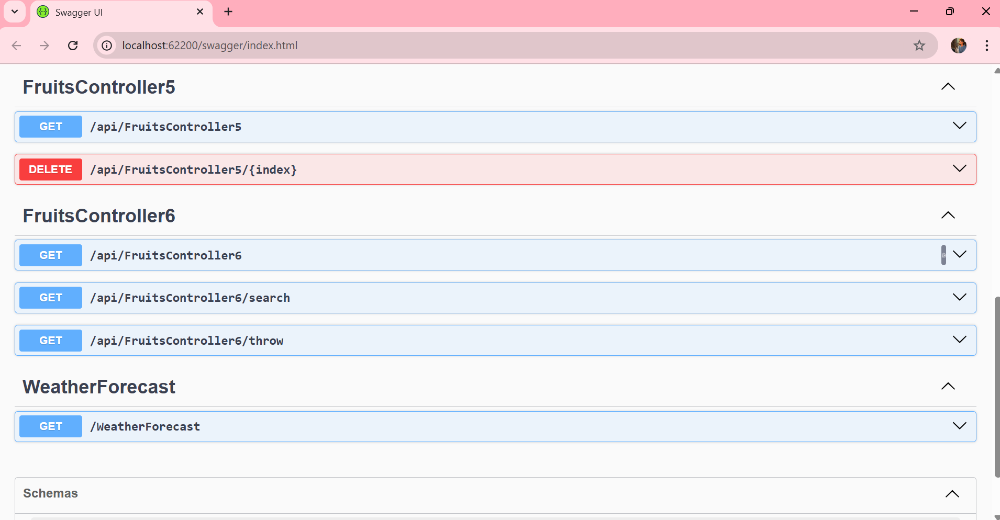 Swagger UI
localhost:62200/swagger/index.html
FruitsController5
GET /api/FruitsController5
DELETE /api/FruitsController5/{index}
FruitsController6
GET /api/FruitsController6
GET /api/FruitsController6/search
GET /api/FruitsController6/throw
WeatherForecast
GET /WeatherForecast
Schemas